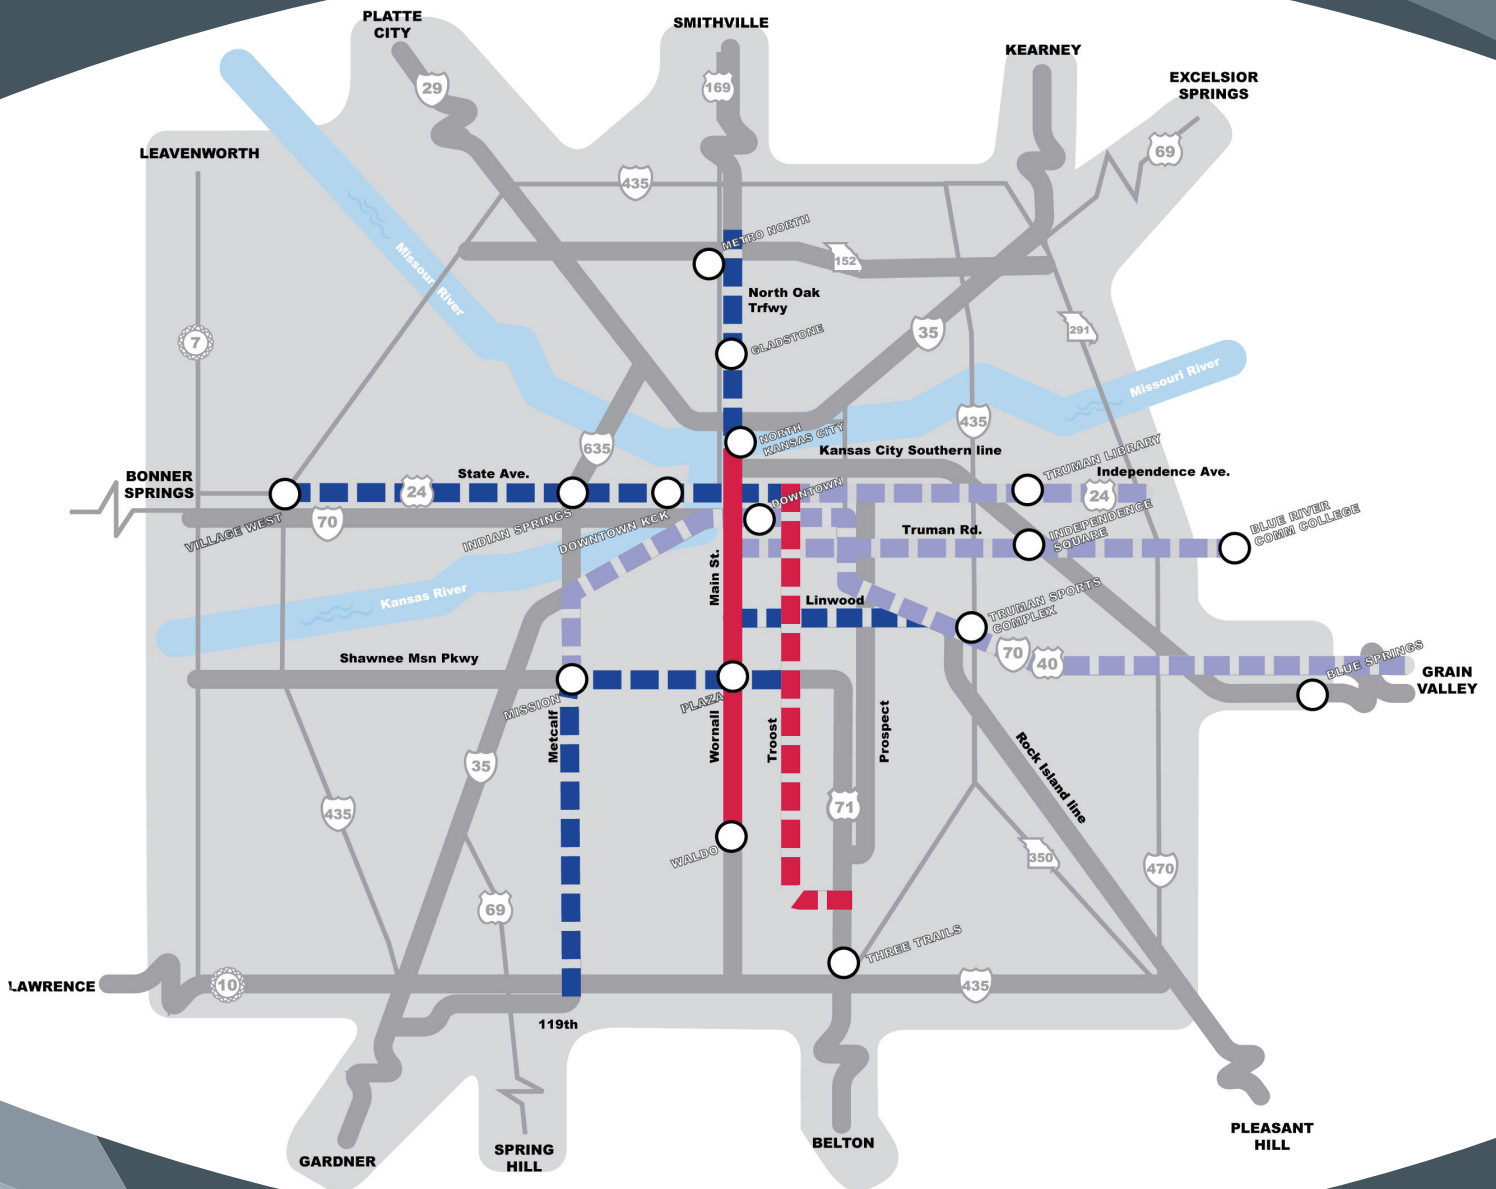 PLATTE
CITY
SMITHVILLE
KEARNEY
EXCELSIOR
SPRINGS
29
169
69
LEAVENWORTH
435
METRO NORTH
152
Missouri River
North Oak
Trfwy
7
GLADSTONE
35
291
Missouri River
435
NORTH
KANSAS CITY
635
Kansas City Southern line
TRUMAN LIBRARY
Independence Ave.
BONNER
SPRINGS
State Ave.
24
24
DOWNTOWN
VILLAGE WEST
70
INDIAN SPRINGS
DOWNTOWN KCK
Truman Rd.
INDEPENDENCE
SQUARE
BLUE RIVER
COMM COLLEGE
Main St.
Kansas River
Linwood
TRUMAN SPORTS
COMPLEX
Shawnee Msn Pkwy
70
40
BLUE SPRINGS
GRAIN
VALLEY
MISSION
PLAZA
Metcalf
Wornall
Troost
Prospect
35
Rock Island line
435
71
WALDO
350
470
69
THREE TRAILS
LAWRENCE
10
435
119th
BELTON
PLEASANT
HILL
GARDNER
SPRING
HILL